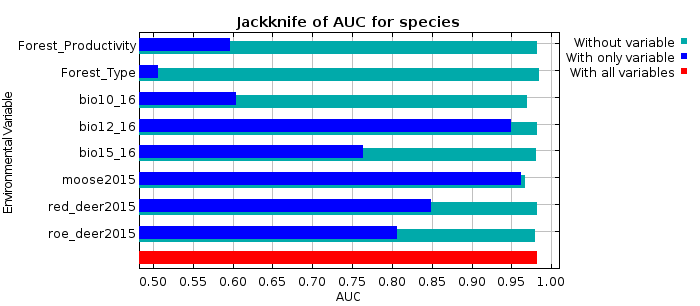 Jackknife of AUC for species
Environmental Variable
Forest_Productivity
Forest_Type
bio10_16
bio12_16
bio15_16
moose2015
red_deer2015
roe_deer2015
0.50 0.55 0.60 0.65 0.70 0.75 0.80 0.85 0.90 0.95 1.00
AUC
Without variable
With only variable
With all variables